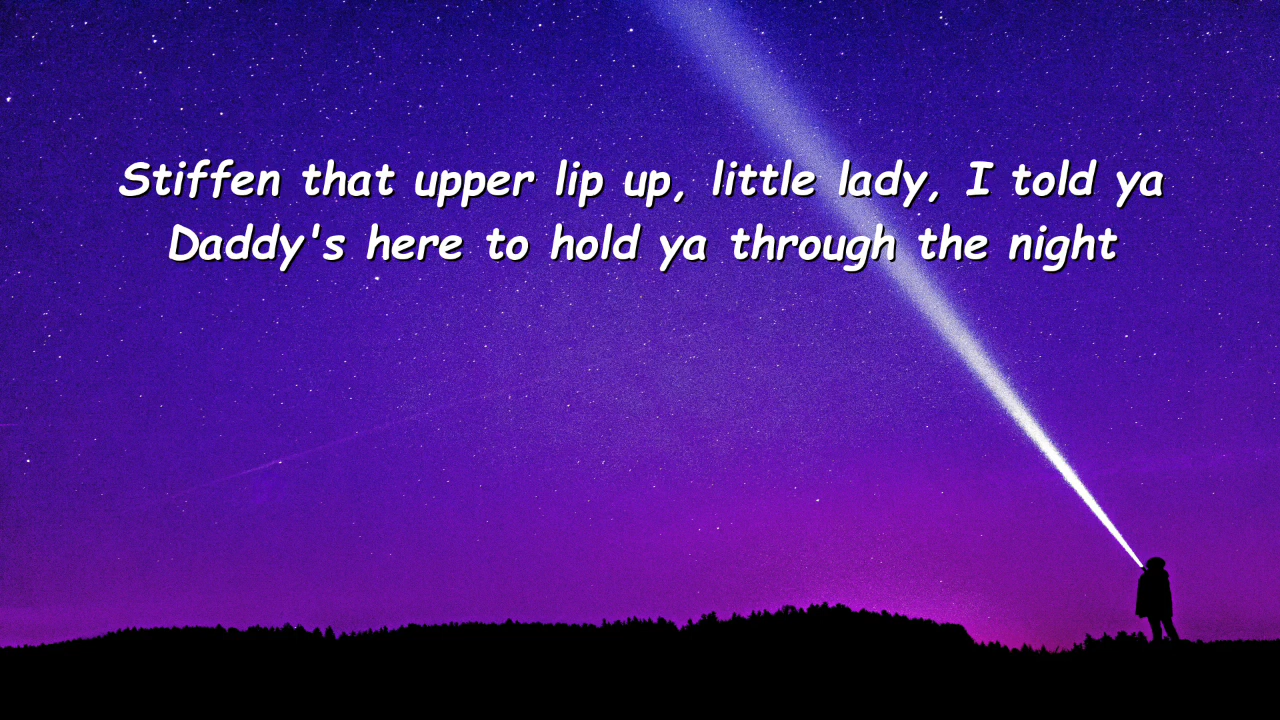 Stiffen that upper lip up, little lady, I told ya
Daddy's here to hold ya through the night